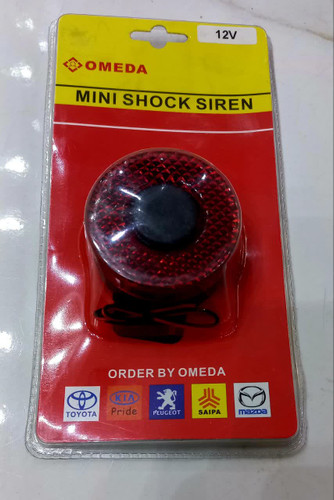 12V
OMEDA
MINI SHOCK SIREN
ORDER BY OMEDA
TOYOTA
KIA
Pride
PEUGEOT
SAIPA
mazda